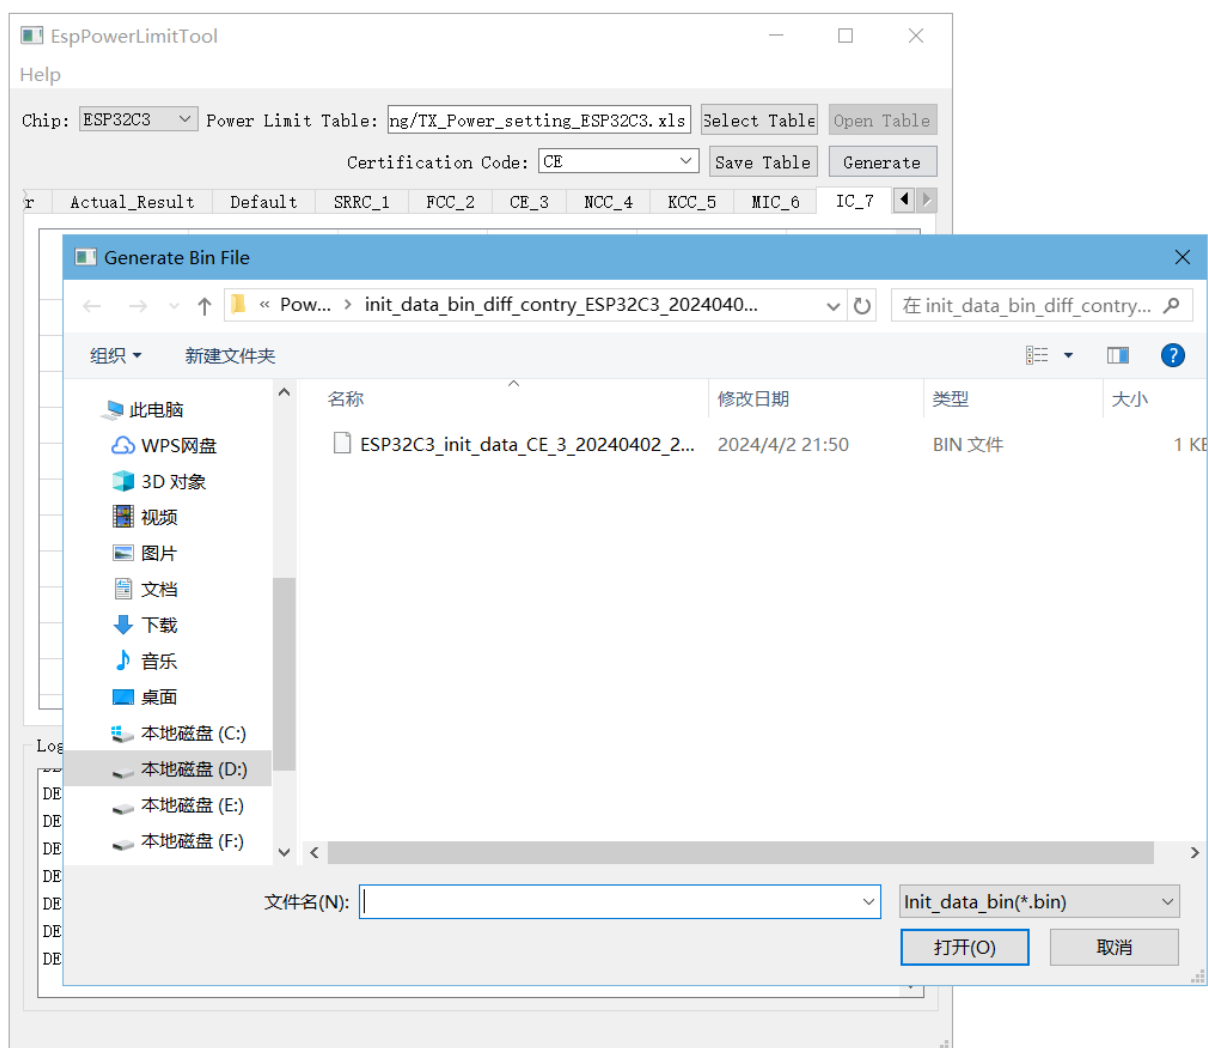 EspPowerLimitTool
Help
Chip: ESP32C3 Power Limit Table: ng/TX_Power_setting_ESP32C3.xls Select Table Open Table
Certification Code: CE Save Table Generate
r Actual_Result Default SRRC_1 FCC_2 CE_3 NCC_4 KCC_5 MIC_6 IC_7
Generate Bin File
« Pow... › init_data_bin_diff_contry_ESP32C3_2024040... 在 init_data_bin_diff_contry...
组织 新建文件夹
名称 修改日期 类型 大小
此电脑
WPS网盘 ESP32C3_init_data_CE_3_20240402_2... 2024/4/2 21:50 BIN 文件 1 KB
3D 对象
视频
图片
文档
下载
音乐
桌面
本地磁盘 (C:)
Log
本地磁盘 (D:)
DE
本地磁盘 (E:)
DE
本地磁盘 (F:)
DE
DE
文件名(N): Init_data_bin(*.bin)
DE
DE
打开(O) 取消
DE